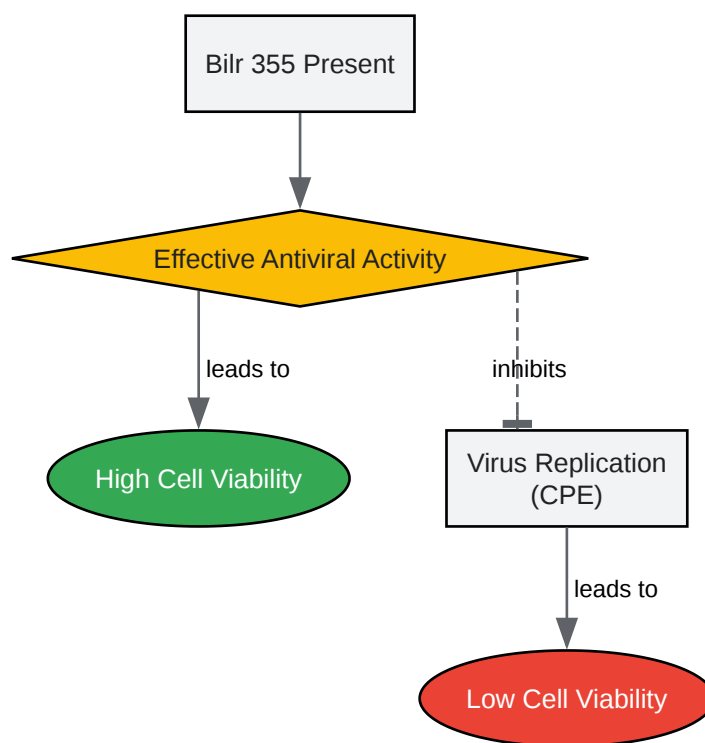 Bilr 355 Present
Effective Antiviral Activity
leads to
inhibits
High Cell Viability
Virus Replication
(CPE)
leads to
Low Cell Viability